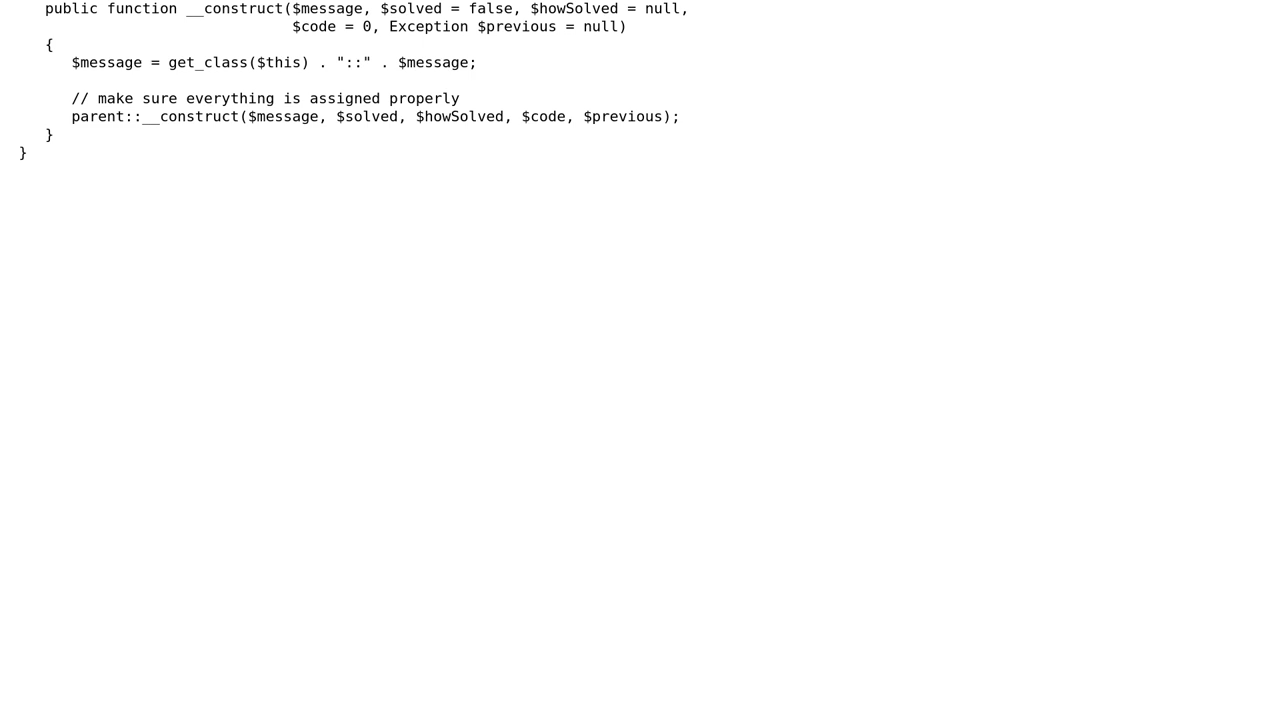 public function __construct($message, $solved = false, $howSolved = null,
                            $code = 0, Exception $previous = null)
{
   $message = get_class($this) . "::" . $message;

   // make sure everything is assigned properly
   parent::__construct($message, $solved, $howSolved, $code, $previous);
}
}